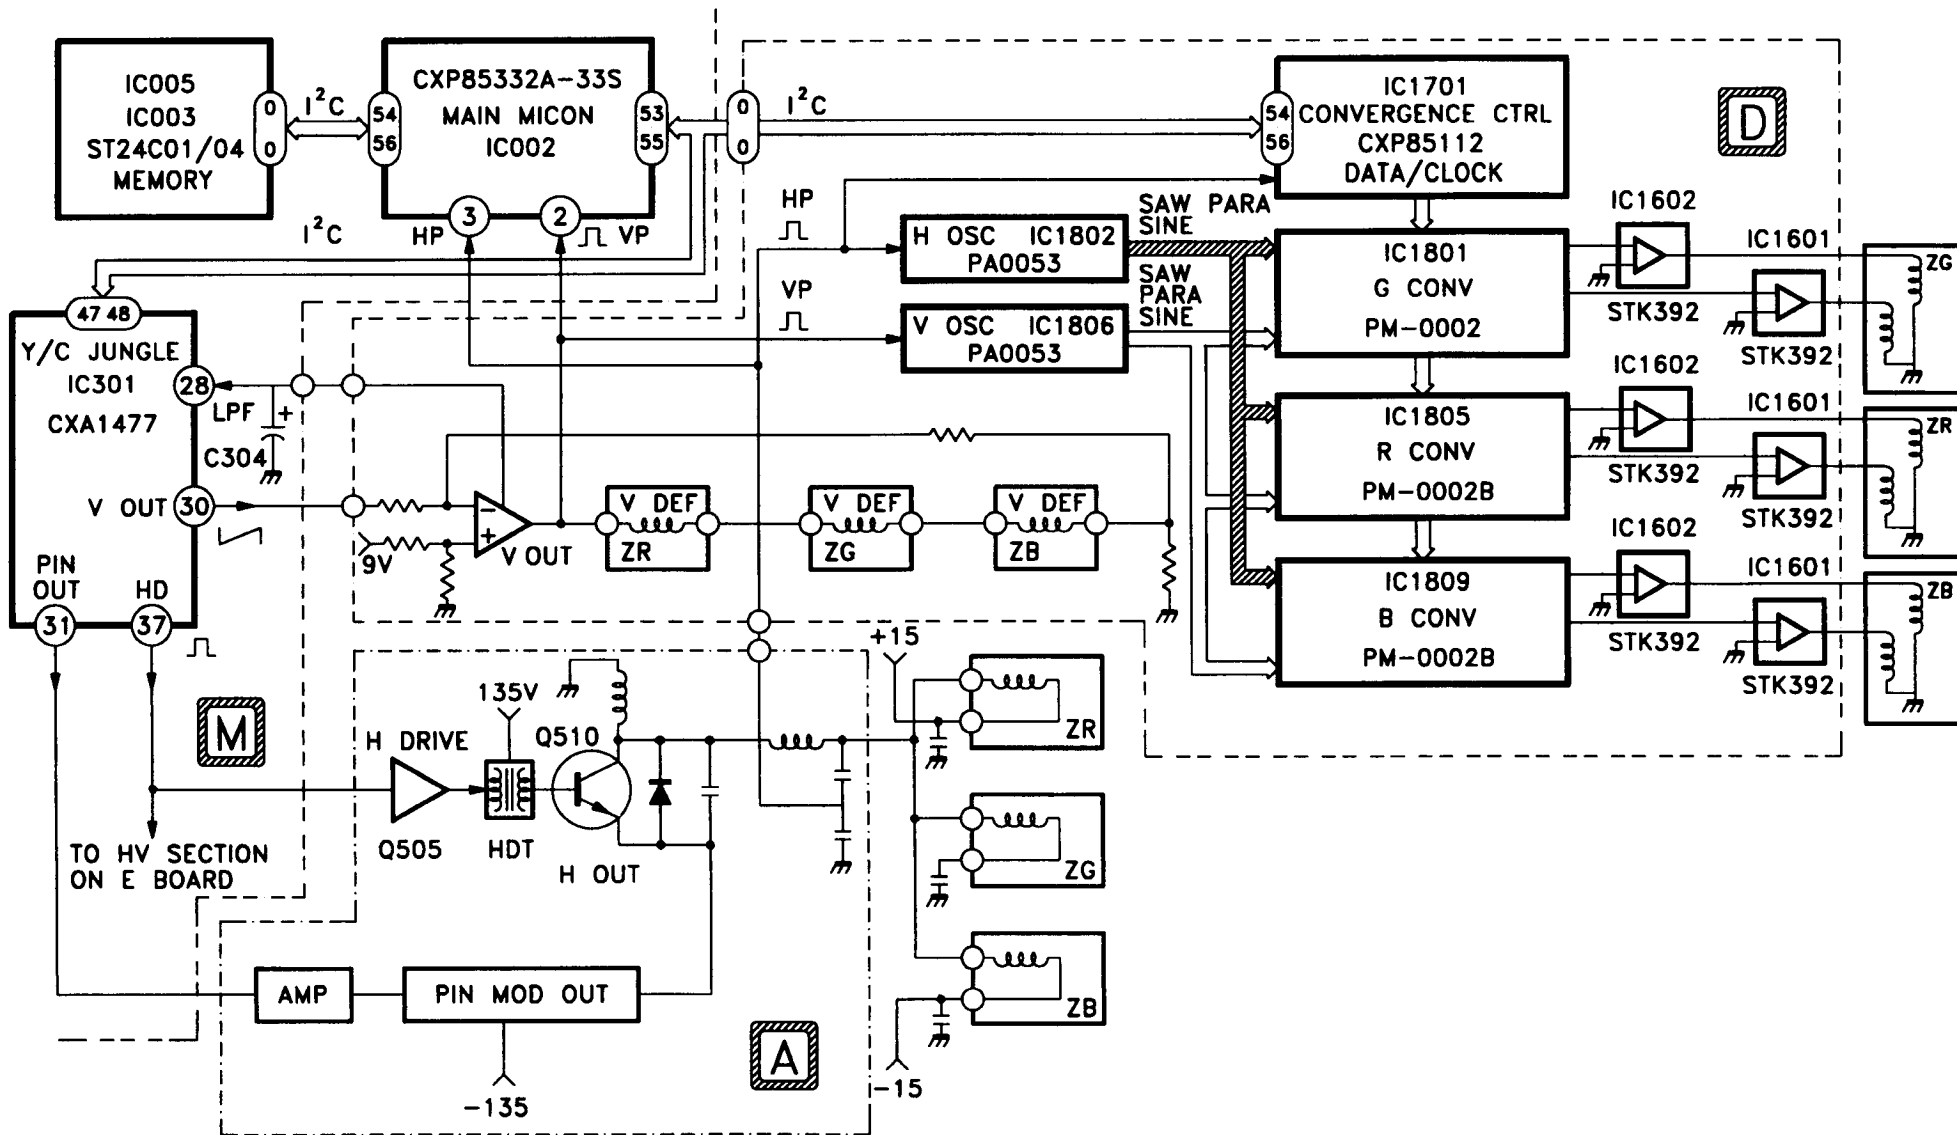 IC005
IC003
ST24C01/04
MEMORY
0
0
I²C
54
56
CXP85332A-33S
MAIN MICON
IC002
53
55
3
2
HP
VP
I²C
0
0
I²C
54
56
IC1701
CONVERGENCE CTRL
CXP85112
DATA/CLOCK
D
HP
VP
H OSC IC1802
PA0053
V OSC IC1806
PA0053
SAW PARA
SINE
SAW
PARA
SINE
IC1801
G CONV
PM-0002
IC1805
R CONV
PM-0002B
IC1809
B CONV
PM-0002B
IC1602
IC1601
STK392
STK392
ZG
IC1602
IC1601
STK392
STK392
ZR
IC1602
IC1601
STK392
STK392
ZB
47 48
Y/C JUNGLE
IC301
CXA1477
28
LPF
+
C304
V OUT
30
PIN
OUT
HD
31
37
9V
-
+
V OUT
V DEF
ZR
V DEF
ZG
V DEF
ZB
M
TO HV SECTION
ON E BOARD
H DRIVE
Q505
135V
HDT
Q510
H OUT
+15
ZR
ZG
ZB
-15
AMP
PIN MOD OUT
-135
A